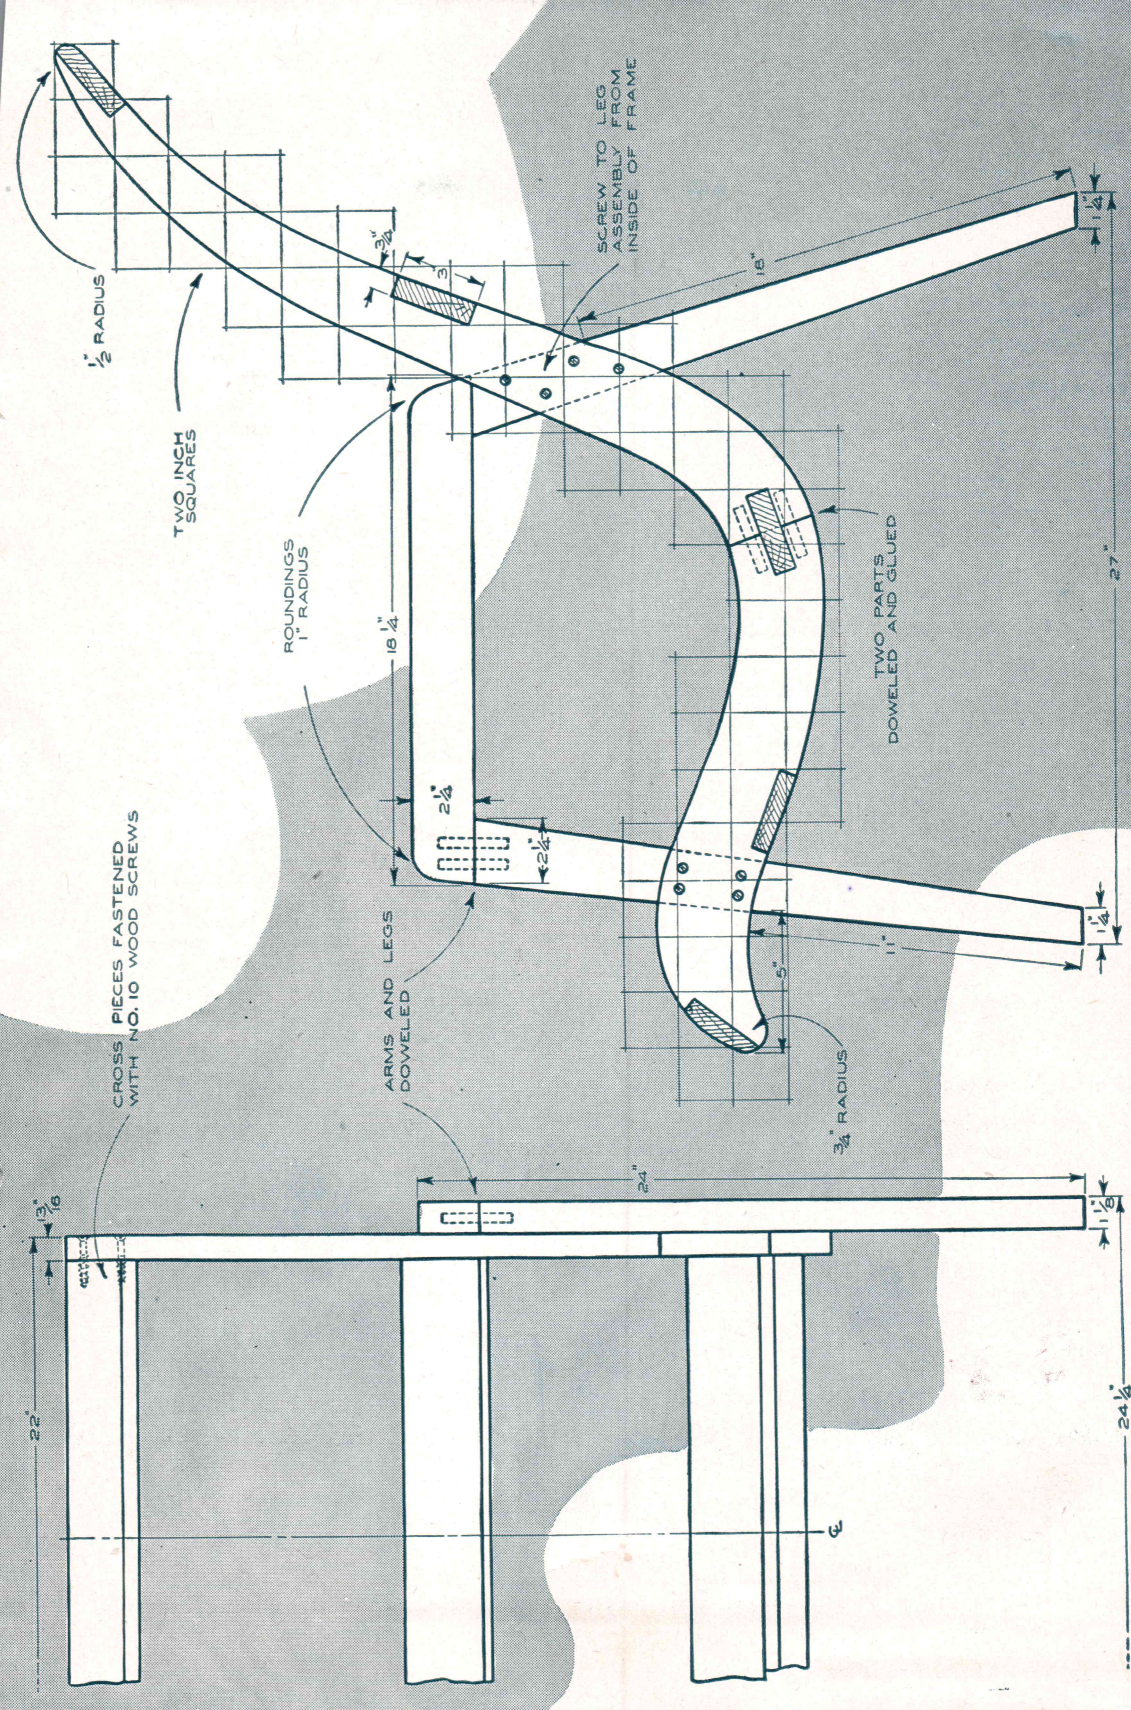 CROSS PIECES FASTENED
WITH NO. 10 WOOD SCREWS
22"
13/16"
ARMS AND LEGS
DOWELED
24"
1 1/8"
24 1/4"
℄
1/2" RADIUS
TWO INCH
SQUARES
ROUNDINGS
1" RADIUS
18 1/4"
2 1/4"
2 1/4"
3/4"
3"
SCREW TO LEG
ASSEMBLY FROM
INSIDE OF FRAME
18"
1 1/4"
TWO PARTS
DOWELED AND GLUED
27"
11"
5"
1 1/4"
3/4" RADIUS